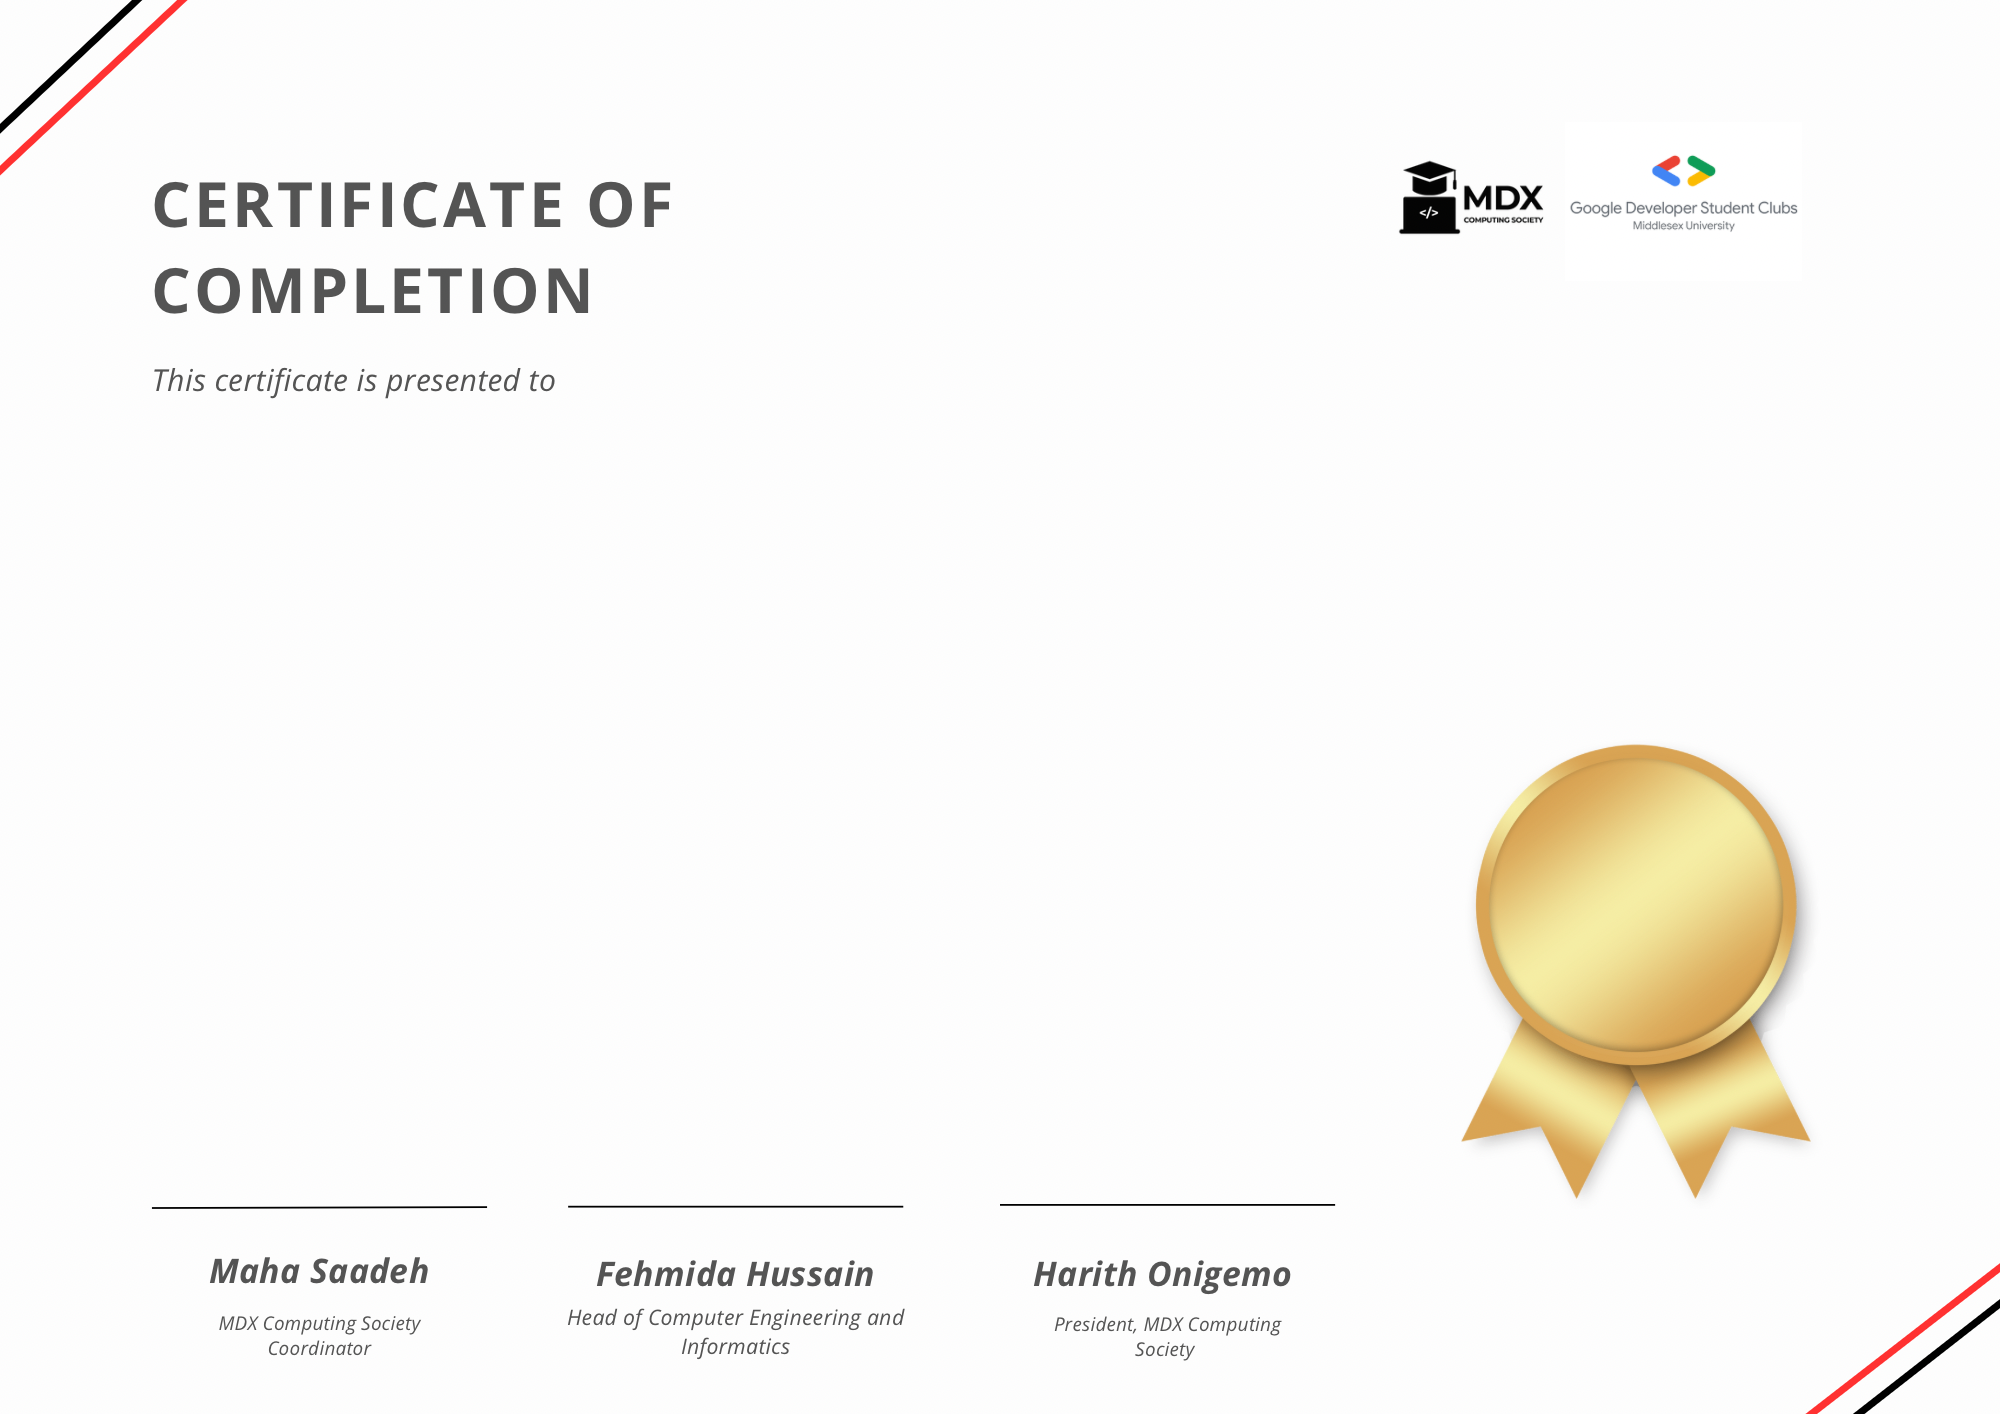 CERTIFICATE OF
COMPLETION
This certificate is presented to
</>
MDX
COMPUTING SOCIETY
Google Developer Student Clubs
Middlesex University
Maha Saadeh
MDX Computing Society
Coordinator
Fehmida Hussain
Head of Computer Engineering and
Informatics
Harith Onigemo
President, MDX Computing
Society